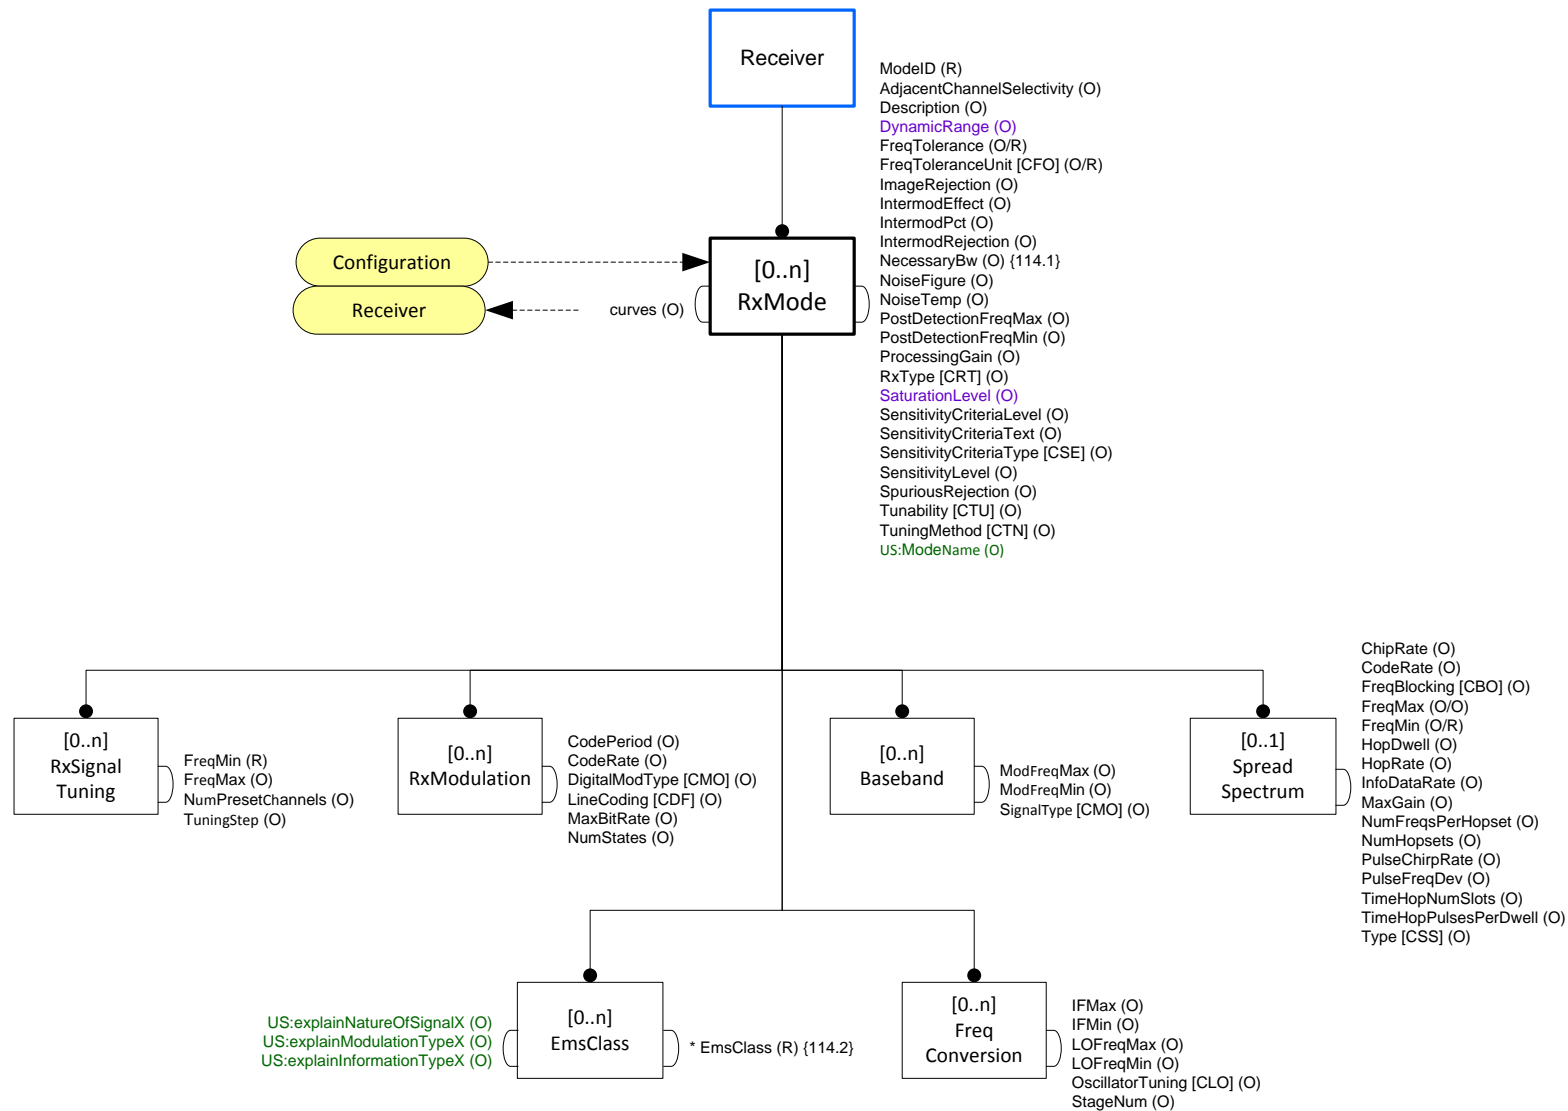 Receiver
ModeID (R)
AdjacentChannelSelectivity (O)
Description (O)
DynamicRange (O)
FreqTolerance (O/R)
FreqToleranceUnit [CFO] (O/R)
ImageRejection (O)
IntermodEffect (O)
IntermodPct (O)
IntermodRejection (O)
NecessaryBw (O) {114.1}
NoiseFigure (O)
NoiseTemp (O)
PostDetectionFreqMax (O)
PostDetectionFreqMin (O)
ProcessingGain (O)
RxType [CRT] (O)
SaturationLevel (O)
SensitivityCriteriaLevel (O)
SensitivityCriteriaText (O)
SensitivityCriteriaType [CSE] (O)
SensitivityLevel (O)
SpuriousRejection (O)
Tunability [CTU] (O)
TuningMethod [CTN] (O)
US:ModeName (O)
Configuration
Receiver
curves (O)
[0..n]
RxMode
[0..n]
RxSignal
Tuning
FreqMin (R)
FreqMax (O)
NumPresetChannels (O)
TuningStep (O)
[0..n]
RxModulation
CodePeriod (O)
CodeRate (O)
DigitalModType [CMO] (O)
LineCoding [CDF] (O)
MaxBitRate (O)
NumStates (O)
[0..n]
Baseband
ModFreqMax (O)
ModFreqMin (O)
SignalType [CMO] (O)
[0..1]
Spread
Spectrum
ChipRate (O)
CodeRate (O)
FreqBlocking [CBO] (O)
FreqMax (O/O)
FreqMin (O/R)
HopDwell (O)
HopRate (O)
InfoDataRate (O)
MaxGain (O)
NumFreqsPerHopset (O)
NumHopsets (O)
PulseChirpRate (O)
PulseFreqDev (O)
TimeHopNumSlots (O)
TimeHopPulsesPerDwell (O)
Type [CSS] (O)
US:explainNatureOfSignalX (O)
US:explainModulationTypeX (O)
US:explainInformationTypeX (O)
[0..n]
EmsClass
* EmsClass (R) {114.2}
[0..n]
Freq
Conversion
IFMax (O)
IFMin (O)
LOFreqMax (O)
LOFreqMin (O)
OscillatorTuning [CLO] (O)
StageNum (O)